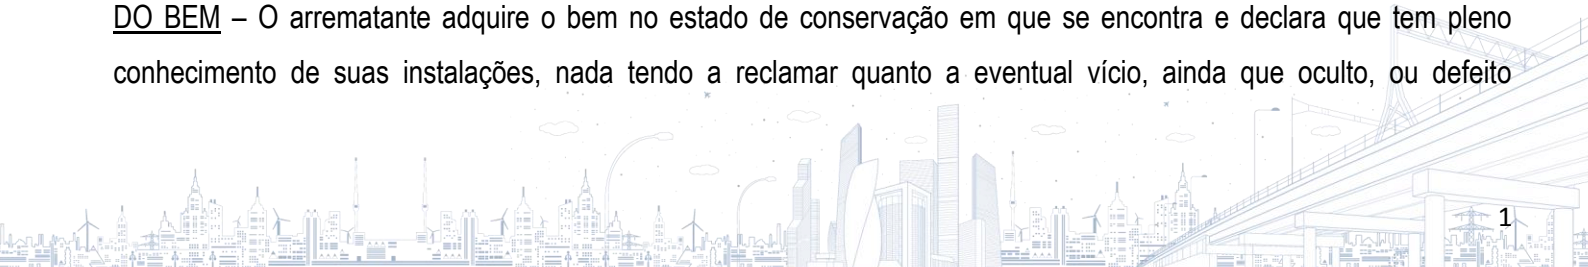 DO BEM – O arrematante adquire o bem no estado de conservação em que se encontra e declara que tem pleno
conhecimento de suas instalações, nada tendo a reclamar quanto a eventual vício, ainda que oculto, ou defeito
1